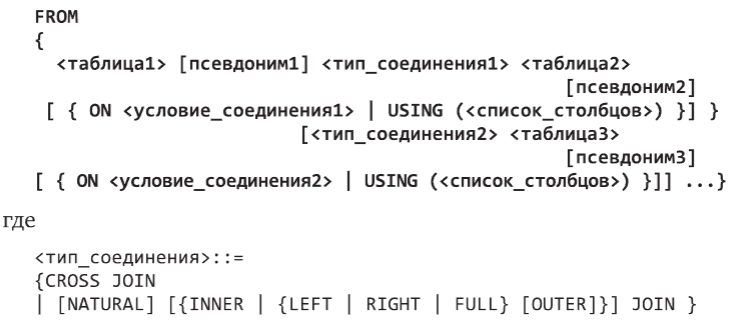 FROM
{
<таблица1> [псевдоним1] <тип_соединения1> <таблица2>
[псевдоним2]
[ { ON <условие_соединения1> | USING (<список_столбцов>) }] }
[<тип_соединения2> <таблица3>
[псевдоним3]
[ { ON <условие_соединения2> | USING (<список_столбцов>) }]] ...}
где
<тип_соединения>::=
{CROSS JOIN
| [NATURAL] [{INNER | {LEFT | RIGHT | FULL} [OUTER]}] JOIN }